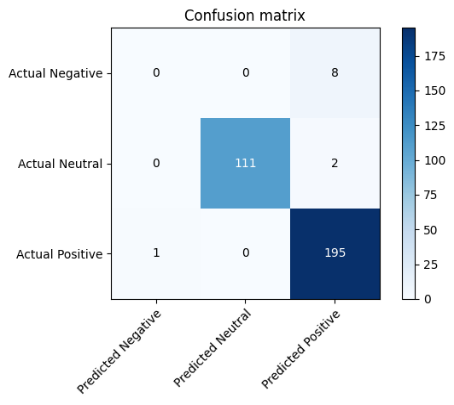 Confusion matrix
Actual Negative 0 0 8
Actual Neutral 0 111 2
Actual Positive 1 0 195
Predicted Negative Predicted Neutral Predicted Positive
175
150
125
100
75
50
25
0